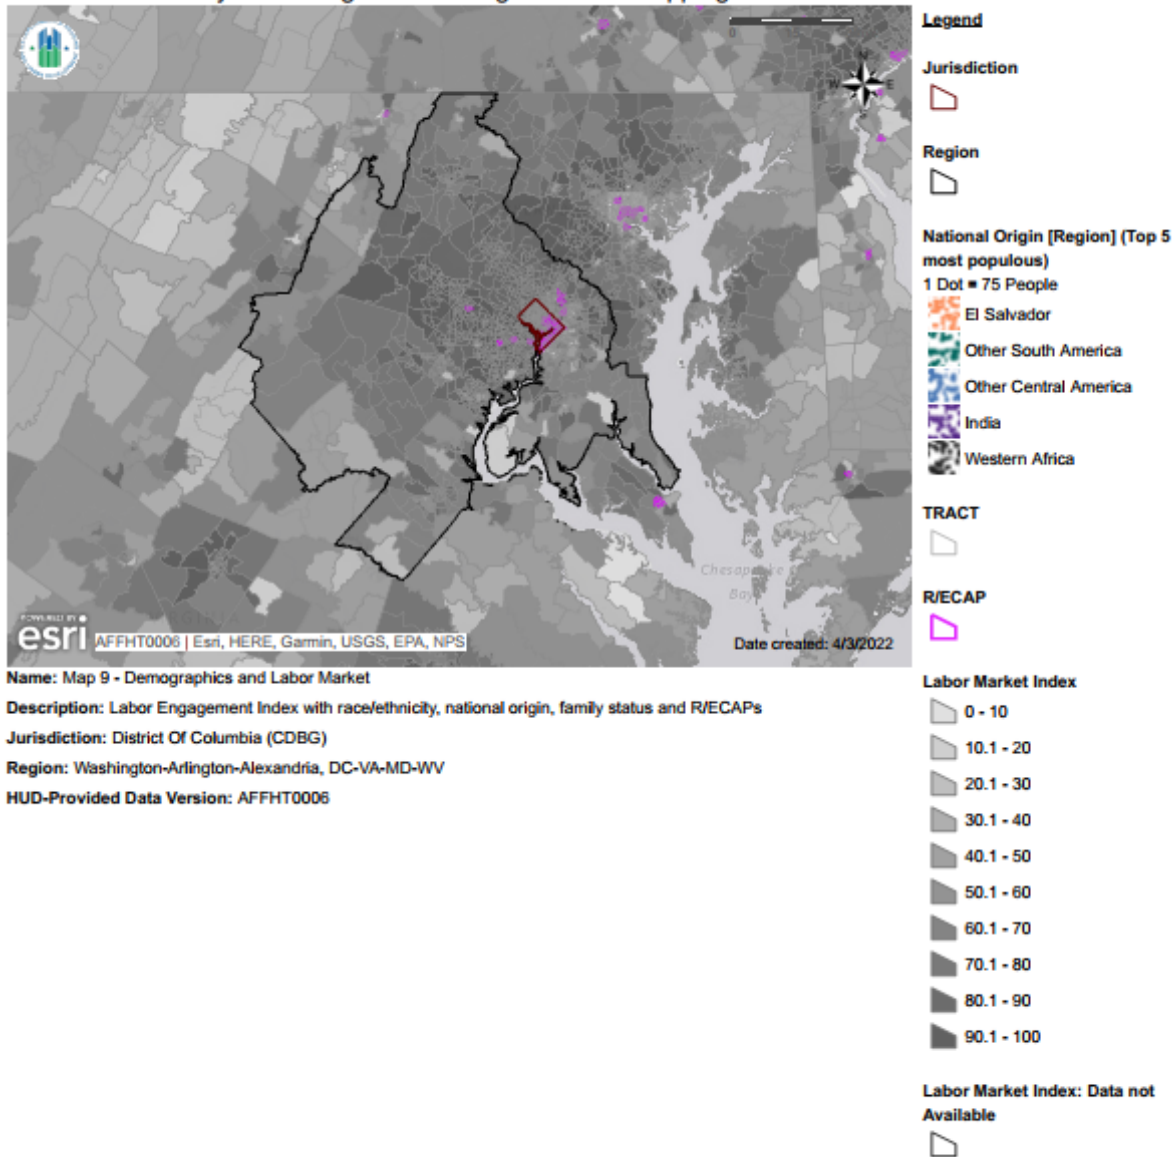 Legend
Jurisdiction
Region
National Origin [Region] (Top 5
most populous)
1 Dot = 75 People
El Salvador
Other South America
Other Central America
India
Western Africa
TRACT
R/ECAP
Labor Market Index
0 - 10
10.1 - 20
20.1 - 30
30.1 - 40
40.1 - 50
50.1 - 60
60.1 - 70
70.1 - 80
80.1 - 90
90.1 - 100
Labor Market Index: Data not
Available
N
W E
S
0
Chesapeake
Bay
POWERED BY
esri
AFFHT0006 | Esri, HERE, Garmin, USGS, EPA, NPS
Date created: 4/3/2022
Name: Map 9 - Demographics and Labor Market
Description: Labor Engagement Index with race/ethnicity, national origin, family status and R/ECAPs
Jurisdiction: District Of Columbia (CDBG)
Region: Washington-Arlington-Alexandria, DC-VA-MD-WV
HUD-Provided Data Version: AFFHT0006